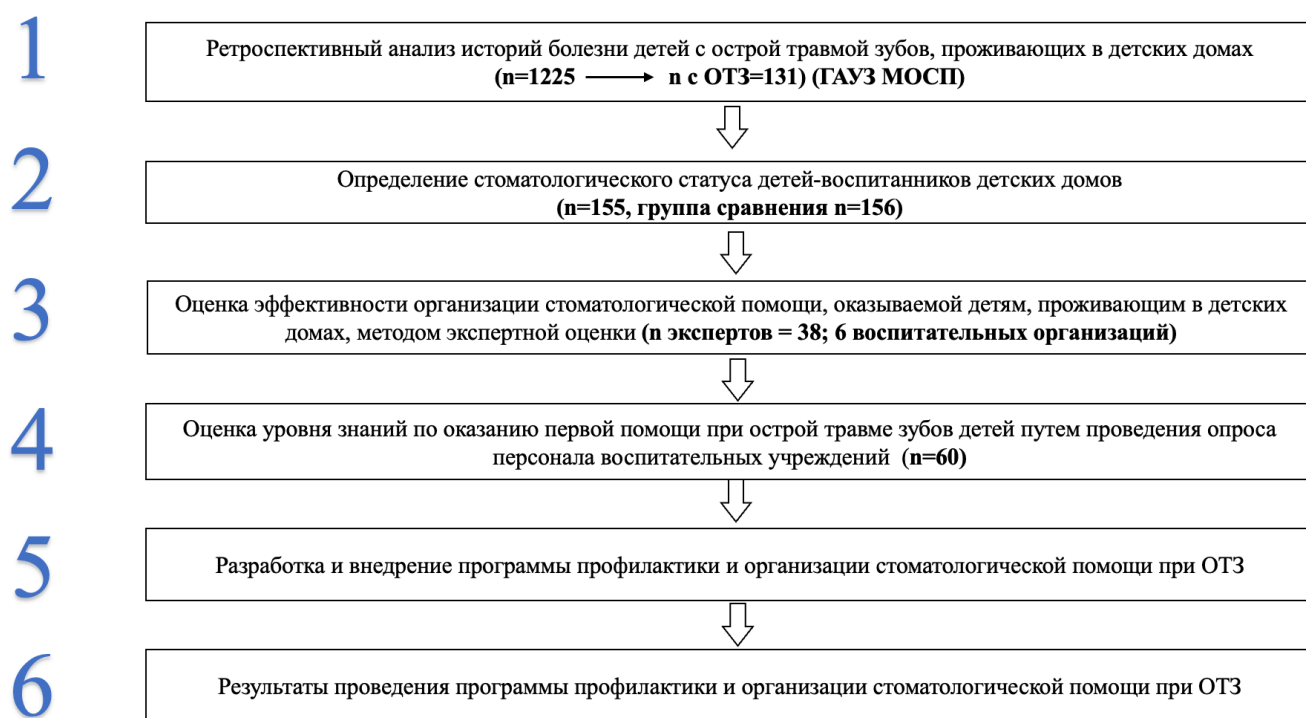 1
Ретроспективный анализ историй болезни детей с острой травмой зубов, проживающих в детских домах
(n=1225 → n с ОТЗ=131) (ГАУЗ МОСП)
2
Определение стоматологического статуса детей-воспитанников детских домов
(n=155, группа сравнения n=156)
3
Оценка эффективности организации стоматологической помощи, оказываемой детям, проживающим в детских
домах, методом экспертной оценки (n экспертов = 38; 6 воспитательных организаций)
4
Оценка уровня знаний по оказанию первой помощи при острой травме зубов детей путем проведения опроса
персонала воспитательных учреждений (n=60)
5
Разработка и внедрение программы профилактики и организации стоматологической помощи при ОТЗ
6
Результаты проведения программы профилактики и организации стоматологической помощи при ОТЗ